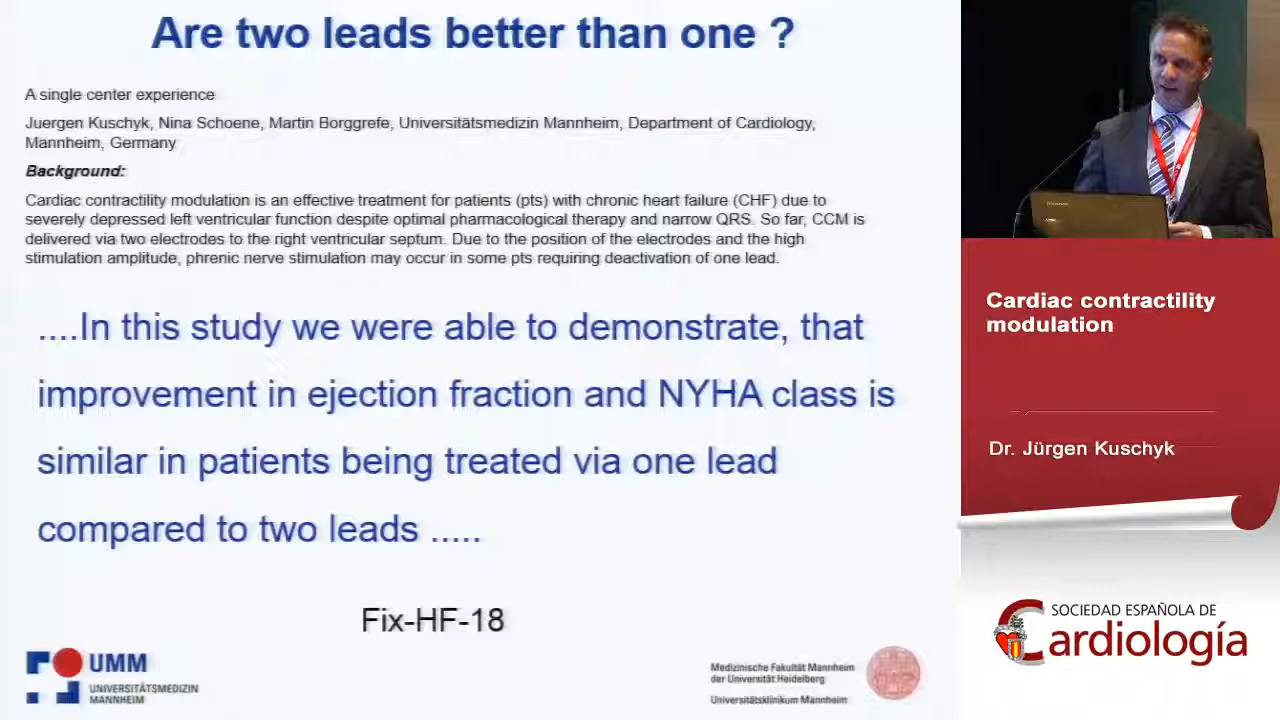 Are two leads better than one ?
A single center experience
Juergen Kuschyk, Nina Schoene, Martin Borggrefe, Universitätsmedizin Mannheim, Department of Cardiology,
Mannheim, Germany
Background:
Cardiac contractility modulation is an effective treatment for patients (pts) with chronic heart failure (CHF) due to
severely depressed left ventricular function despite optimal pharmacological therapy and narrow QRS. So far, CCM is
delivered via two electrodes to the right ventricular septum. Due to the position of the electrodes and the high
stimulation amplitude, phrenic nerve stimulation may occur in some pts requiring deactivation of one lead.
....In this study we were able to demonstrate, that
improvement in ejection fraction and NYHA class is
similar in patients being treated via one lead
compared to two leads .....
Fix-HF-18
UMM
UNIVERSITÄTSMEDIZIN
MANNHEIM
Medizinische Fakultät Mannheim
der Universität Heidelberg
Universitätsklinikum Mannheim
Cardiac contractility
modulation
Dr. Jürgen Kuschyk
SOCIEDAD ESPAÑOLA DE
Cardiología